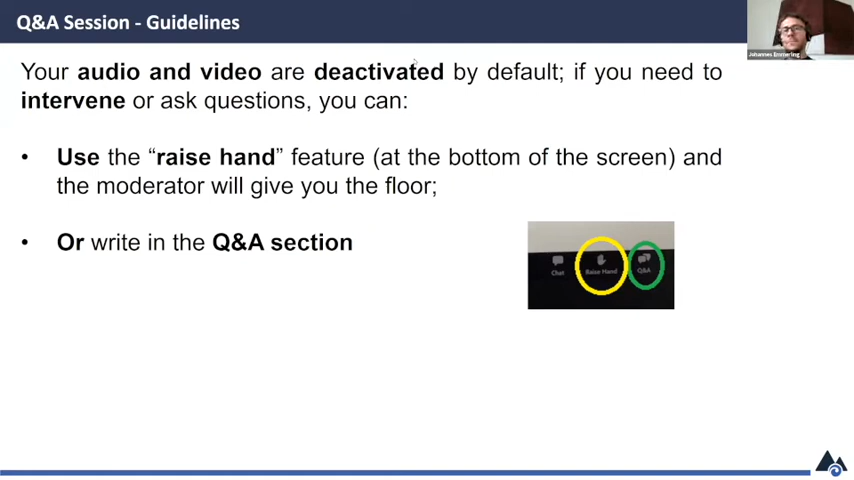 Q&A Session - Guidelines
Johannes Emmerling
Your audio and video are deactivated by default; if you need to
intervene or ask questions, you can:
• Use the “raise hand” feature (at the bottom of the screen) and
the moderator will give you the floor;
• Or write in the Q&A section
Chat
Raise Hand
Q&A